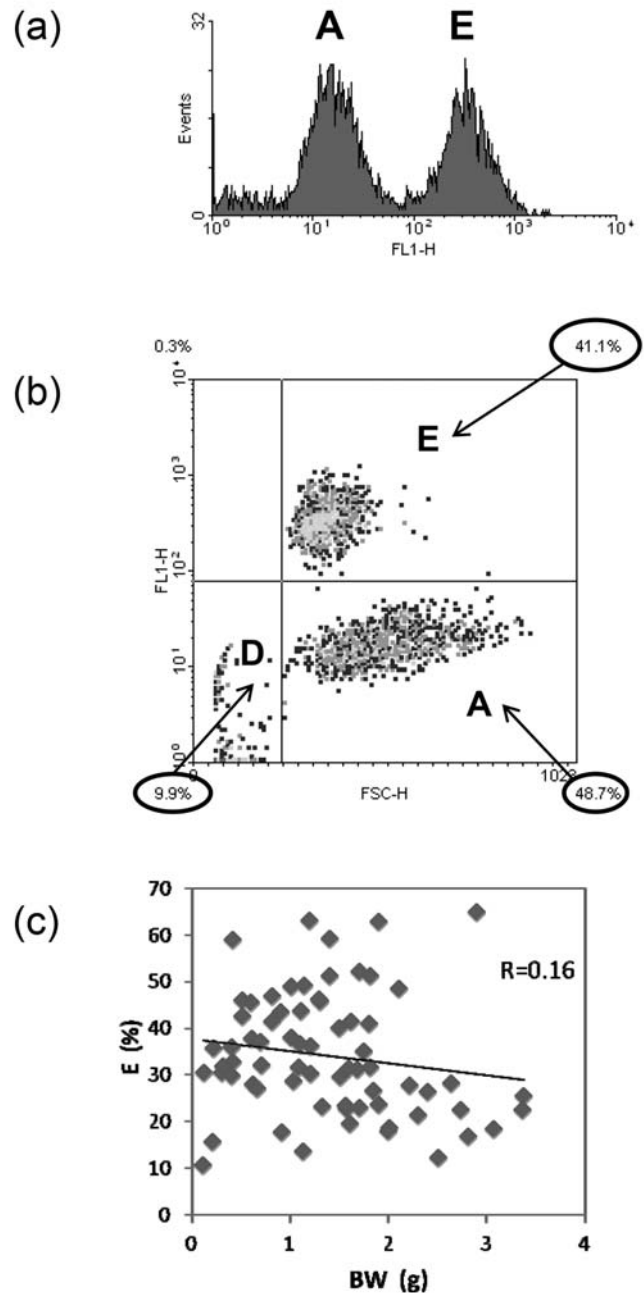 (a)
A E
32
Events
0
10⁰ 10¹ 10² 10³ 10⁴
FL1-H
(b)
0.3% 41.1%
10⁴
E
10³
FL1-H
10²
D
10¹
A
10⁰
9.9% 0 FSC-H 1023 48.7%
(c)
70
R=0.16
60
50
E (%)
40
30
20
10
0
0 1 2 3 4
BW (g)